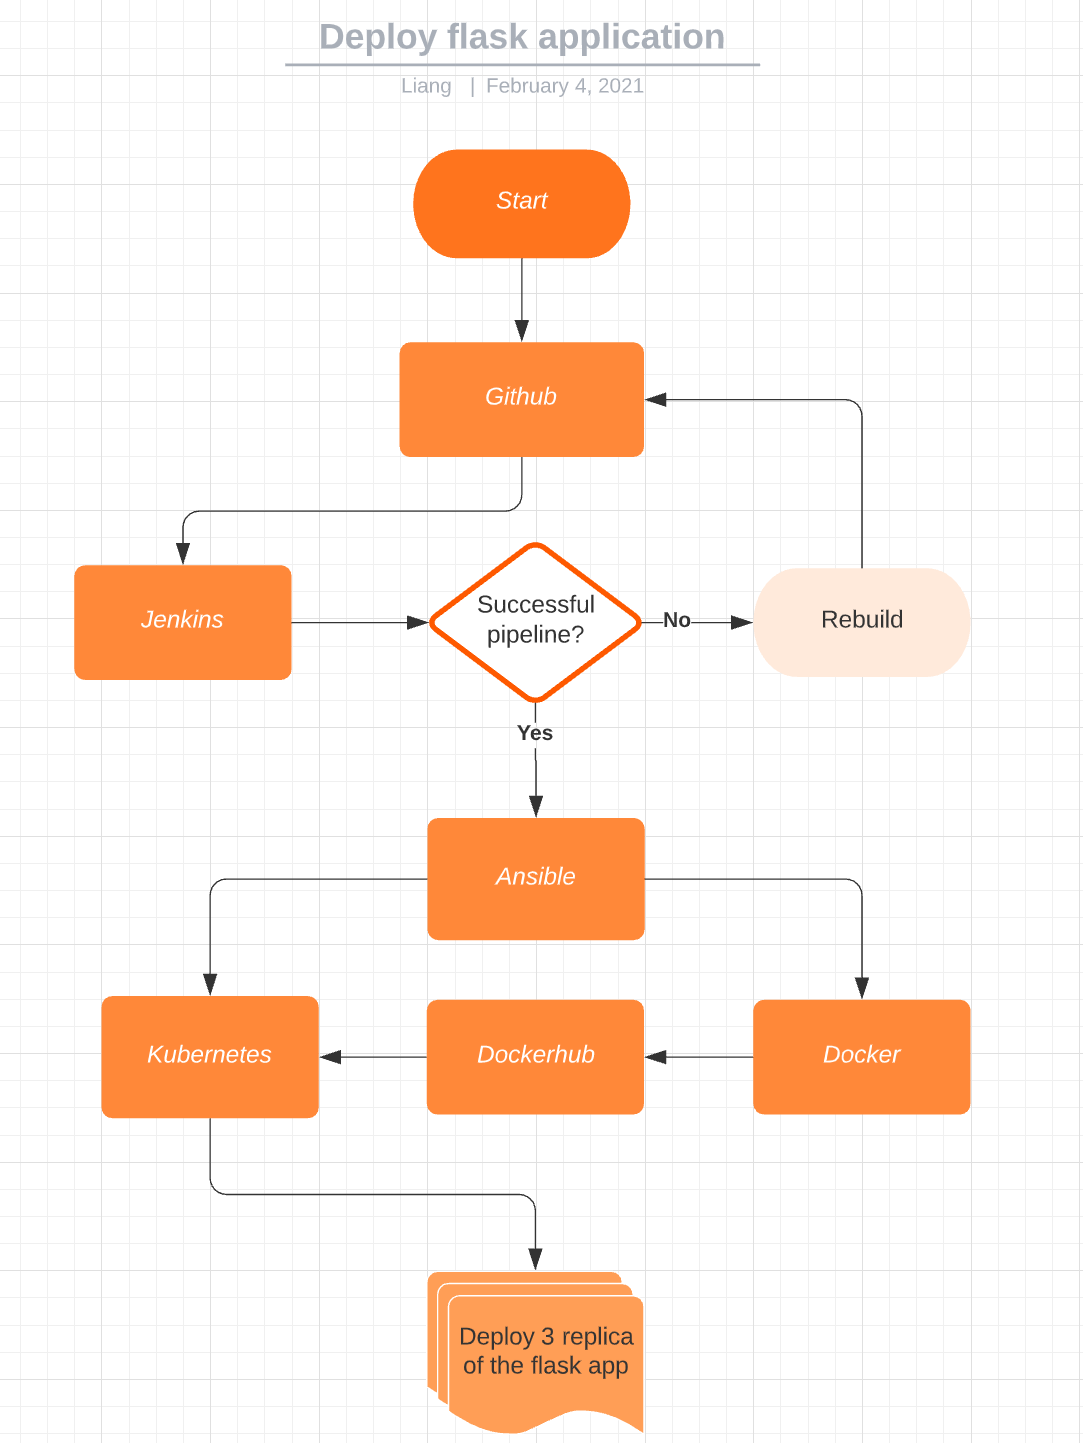 Deploy flask application
Liang | February 4, 2021
Start
Github
Jenkins
Successful
pipeline?
No
Rebuild
Yes
Ansible
Kubernetes
Dockerhub
Docker
Deploy 3 replica
of the flask app